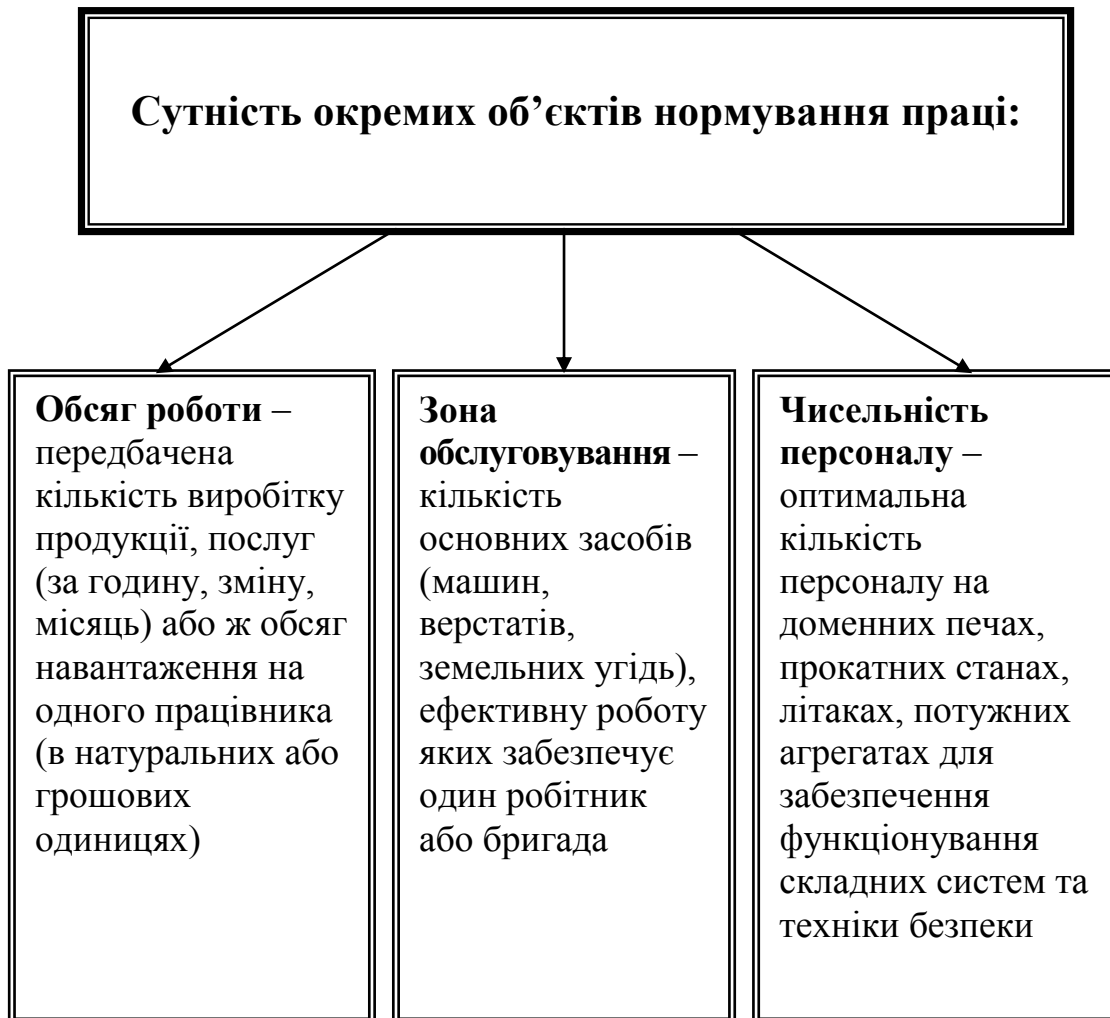 Сутність окремих об’єктів нормування праці:
Обсяг роботи –
передбачена
кількість виробітку
продукції, послуг
(за годину, зміну,
місяць) або ж обсяг
навантаження на
одного працівника
(в натуральних або
грошових
одиницях)
Зона
обслуговування –
кількість
основних засобів
(машин,
верстатів,
земельних угідь),
ефективну роботу
яких забезпечує
один робітник
або бригада
Чисельність
персоналу –
оптимальна
кількість
персоналу на
доменних печах,
прокатних станах,
літаках, потужних
агрегатах для
забезпечення
функціонування
складних систем та
техніки безпеки